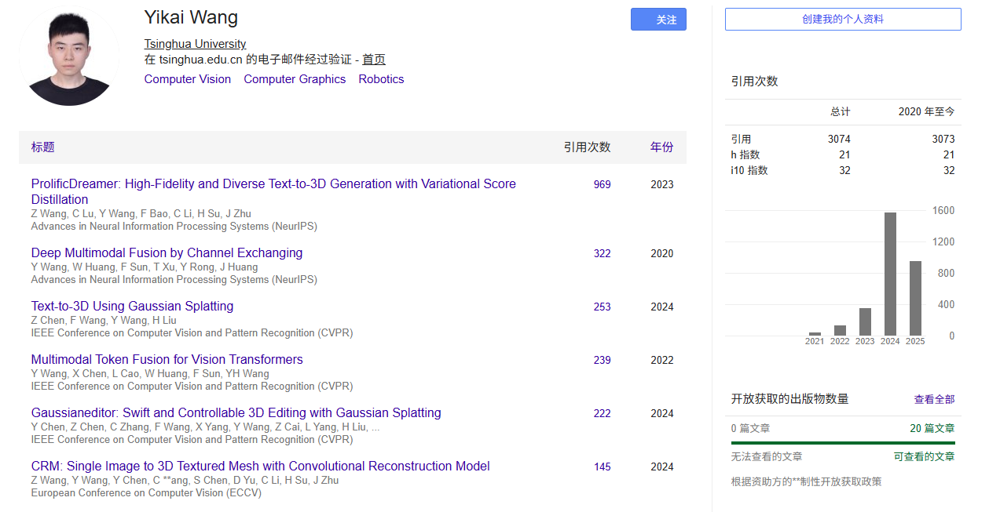 Yikai Wang
关注
Tsinghua University
在 tsinghua.edu.cn 的电子邮件经过验证 - 首页
Computer Vision Computer Graphics Robotics
标题 引用次数 年份
ProlificDreamer: High-Fidelity and Diverse Text-to-3D Generation with Variational Score 969 2023
Distillation
Z Wang, C Lu, Y Wang, F Bao, C Li, H Su, J Zhu
Advances in Neural Information Processing Systems (NeurIPS)
Deep Multimodal Fusion by Channel Exchanging 322 2020
Y Wang, W Huang, F Sun, T Xu, Y Rong, J Huang
Advances in Neural Information Processing Systems (NeurIPS)
Text-to-3D Using Gaussian Splatting 253 2024
Z Chen, F Wang, Y Wang, H Liu
IEEE Conference on Computer Vision and Pattern Recognition (CVPR)
Multimodal Token Fusion for Vision Transformers 239 2022
Y Wang, X Chen, L Cao, W Huang, F Sun, YH Wang
IEEE Conference on Computer Vision and Pattern Recognition (CVPR)
Gaussianeditor: Swift and Controllable 3D Editing with Gaussian Splatting 222 2024
Y Chen, Z Chen, C Zhang, F Wang, X Yang, Y Wang, Z Cai, L Yang, H Liu, ...
IEEE Conference on Computer Vision and Pattern Recognition (CVPR)
CRM: Single Image to 3D Textured Mesh with Convolutional Reconstruction Model 145 2024
Z Wang, Y Wang, Y Chen, C **ang, S Chen, D Yu, C Li, H Su, J Zhu
European Conference on Computer Vision (ECCV)
创建我的个人资料
引用次数
总计 2020 年至今
引用 3074 3073
h 指数 21 21
i10 指数 32 32
1600
1200
800
400
0
2021 2022 2023 2024 2025
开放获取的出版物数量 查看全部
0 篇文章 20 篇文章
无法查看的文章 可查看的文章
根据资助方的**制性开放获取政策